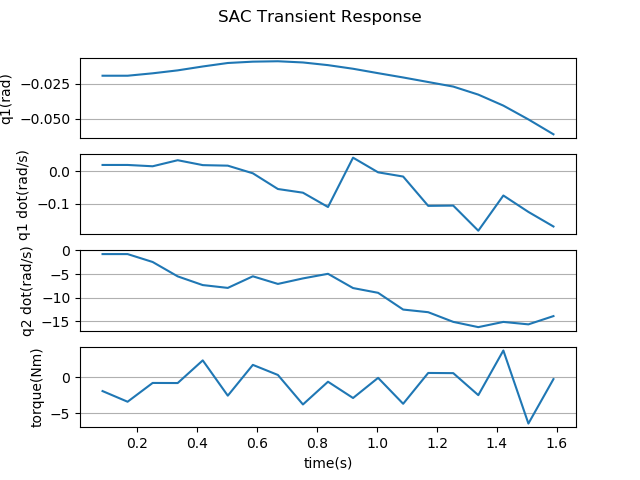 SAC Transient Response
q1(rad)
−0.025
−0.050
q1 dot(rad/s)
0.0
−0.1
q2 dot(rad/s)
0
−5
−10
−15
torque(Nm)
0
−5
0.2 0.4 0.6 0.8 1.0 1.2 1.4 1.6
time(s)